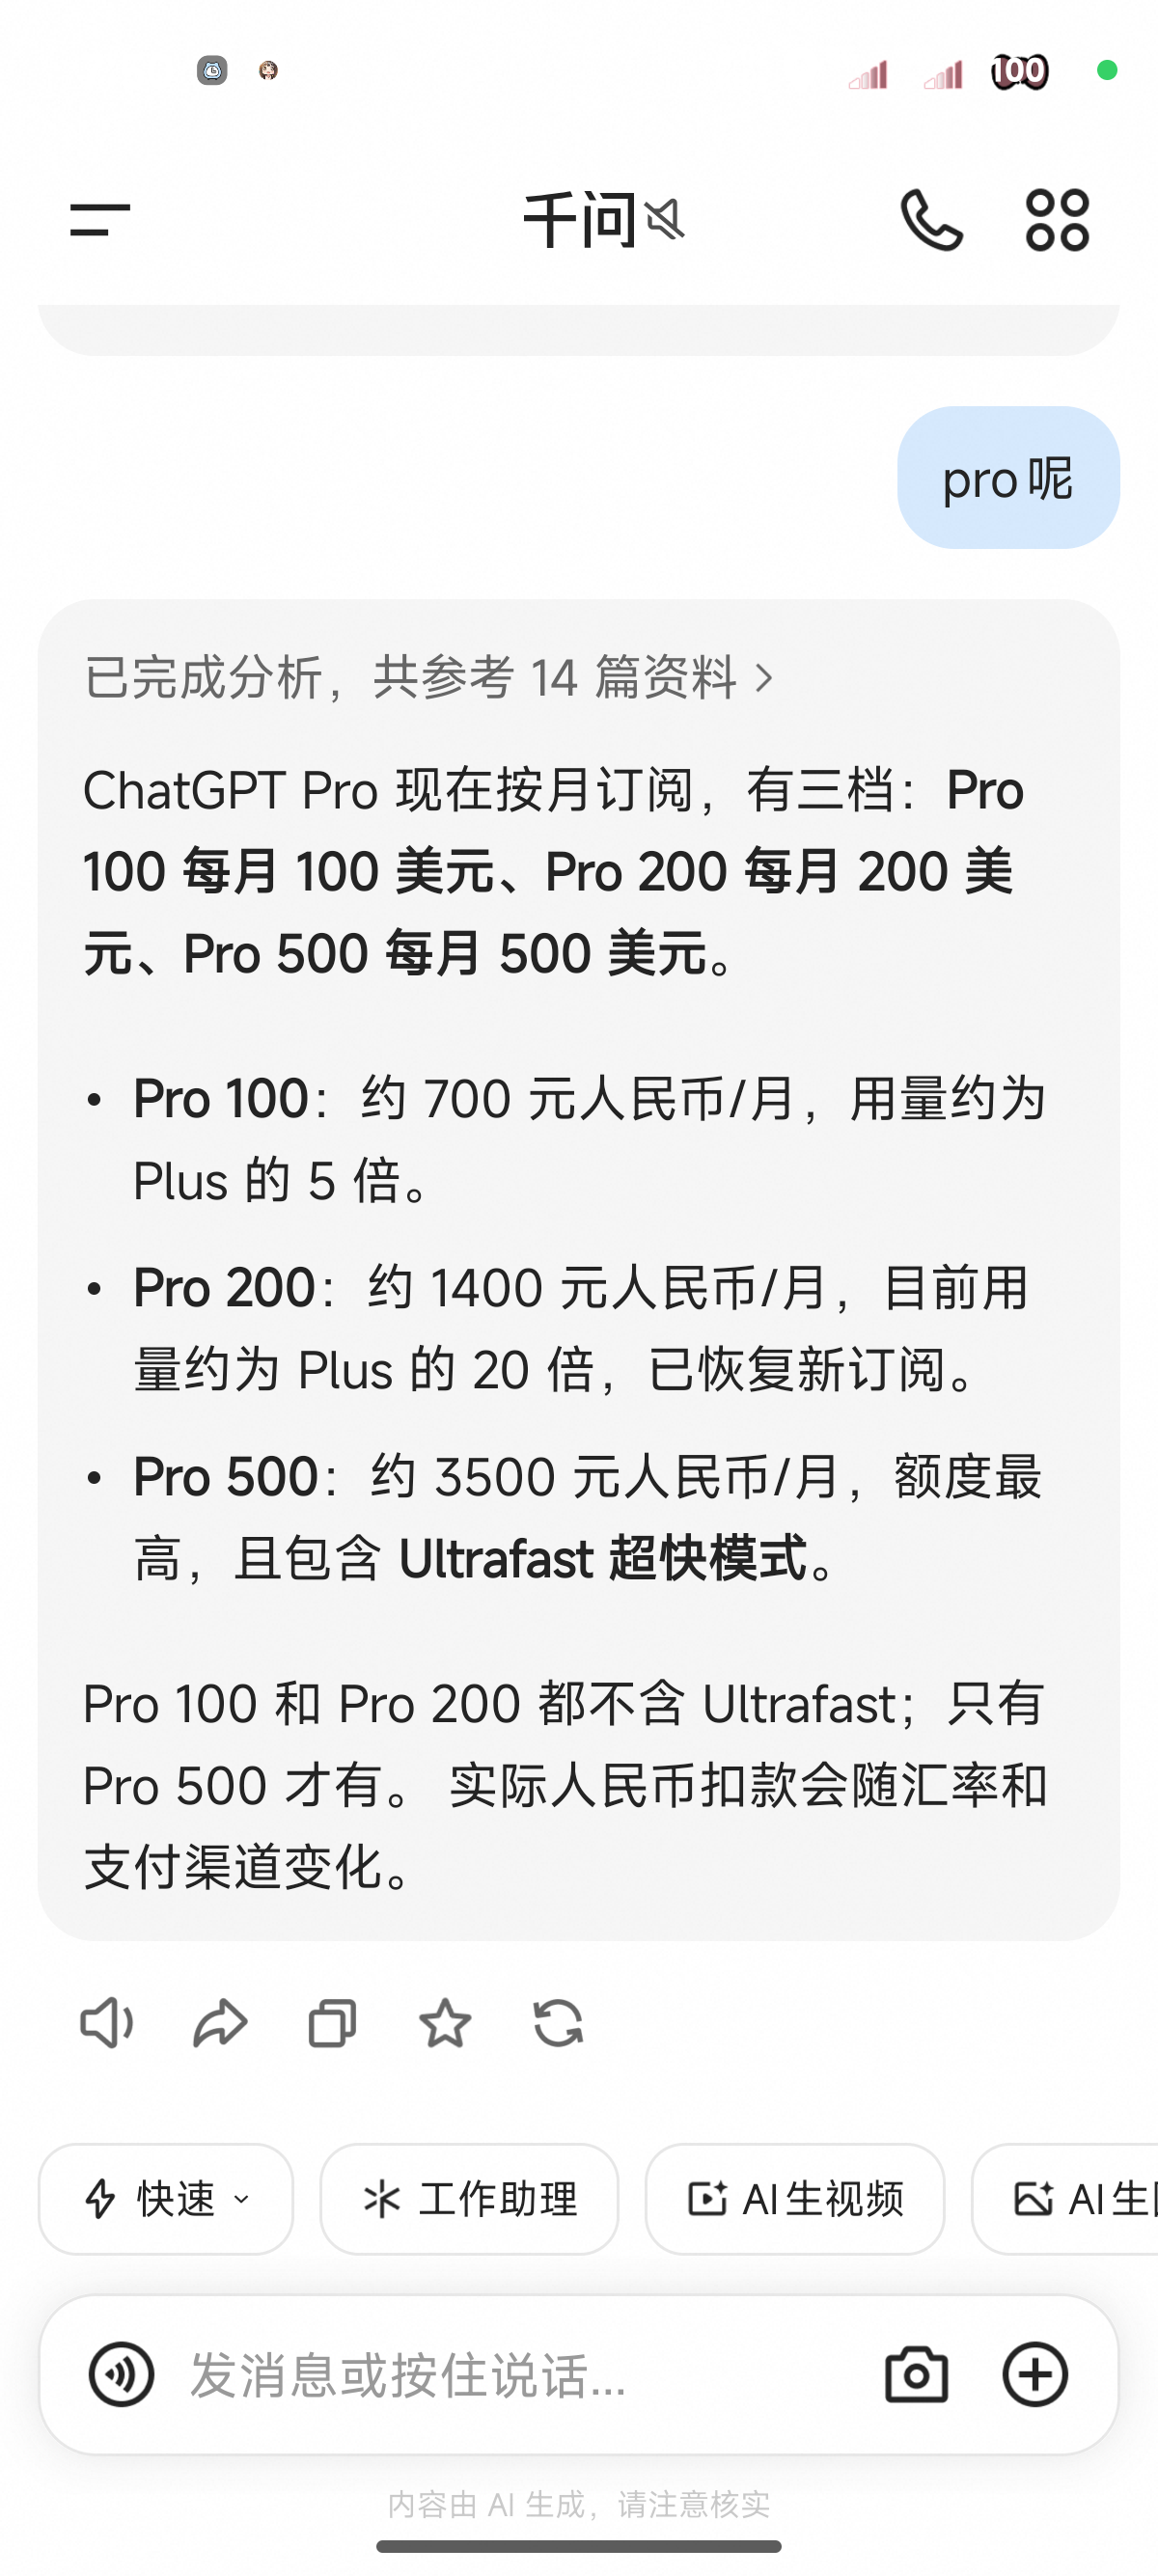 100
千问
pro呢
已完成分析，共参考 14 篇资料 >
ChatGPT Pro 现在按月订阅，有三档：Pro
100 每月 100 美元、Pro 200 每月 200 美
元、Pro 500 每月 500 美元。
• Pro 100：约 700 元人民币/月，用量约为
Plus 的 5 倍。
• Pro 200：约 1400 元人民币/月，目前用
量约为 Plus 的 20 倍，已恢复新订阅。
• Pro 500：约 3500 元人民币/月，额度最
高，且包含 Ultrafast 超快模式。
Pro 100 和 Pro 200 都不含 Ultrafast；只有
Pro 500 才有。 实际人民币扣款会随汇率和
支付渠道变化。
快速 工作助理 AI生视频 AI生
发消息或按住说话...
内容由 AI 生成，请注意核实